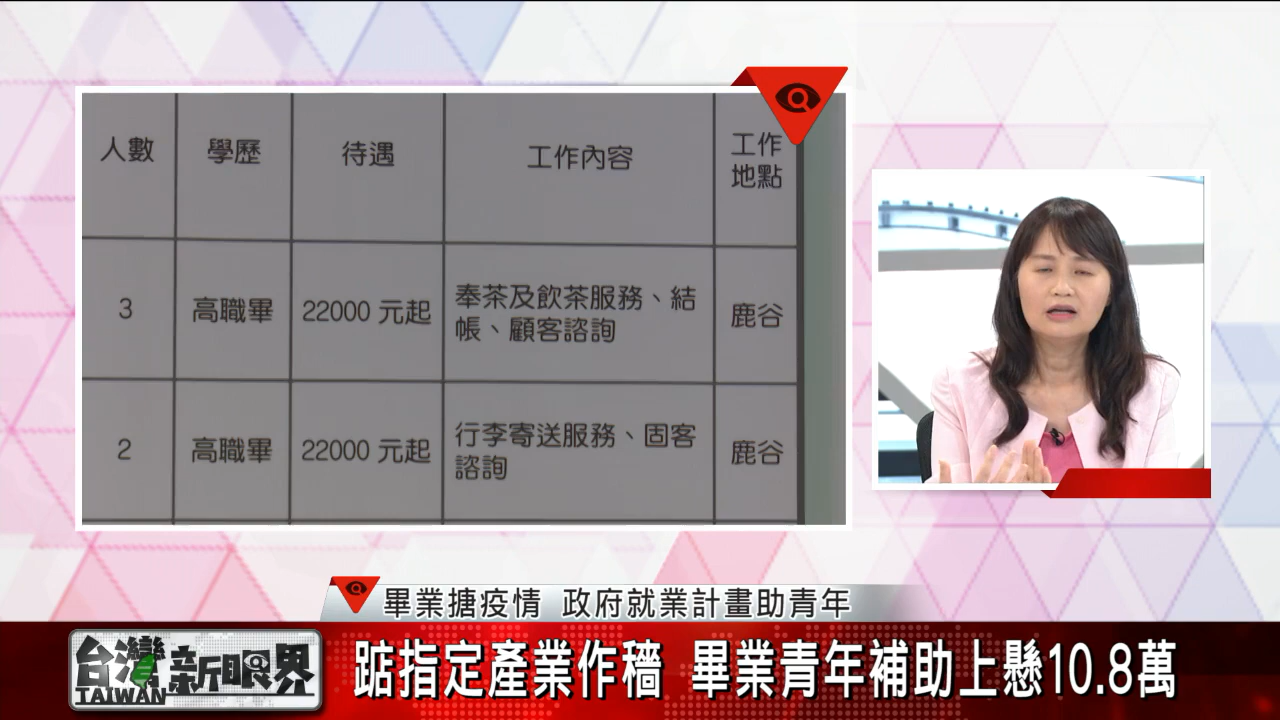 人數 學歷 待遇 工作內容 工作
地點
3 高職畢 22000 元起 奉茶及飲茶服務、結
帳、顧客諮詢 鹿谷
2 高職畢 22000 元起 行李寄送服務、固客
諮詢 鹿谷
畢業搪疫情 政府就業計畫助青年
台灣新眼界
TAIWAN
踮指定產業作穡 畢業青年補助上懸10.8萬